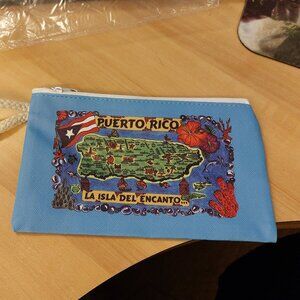 PUERTO RICO
LA ISLA DEL ENCANTO...